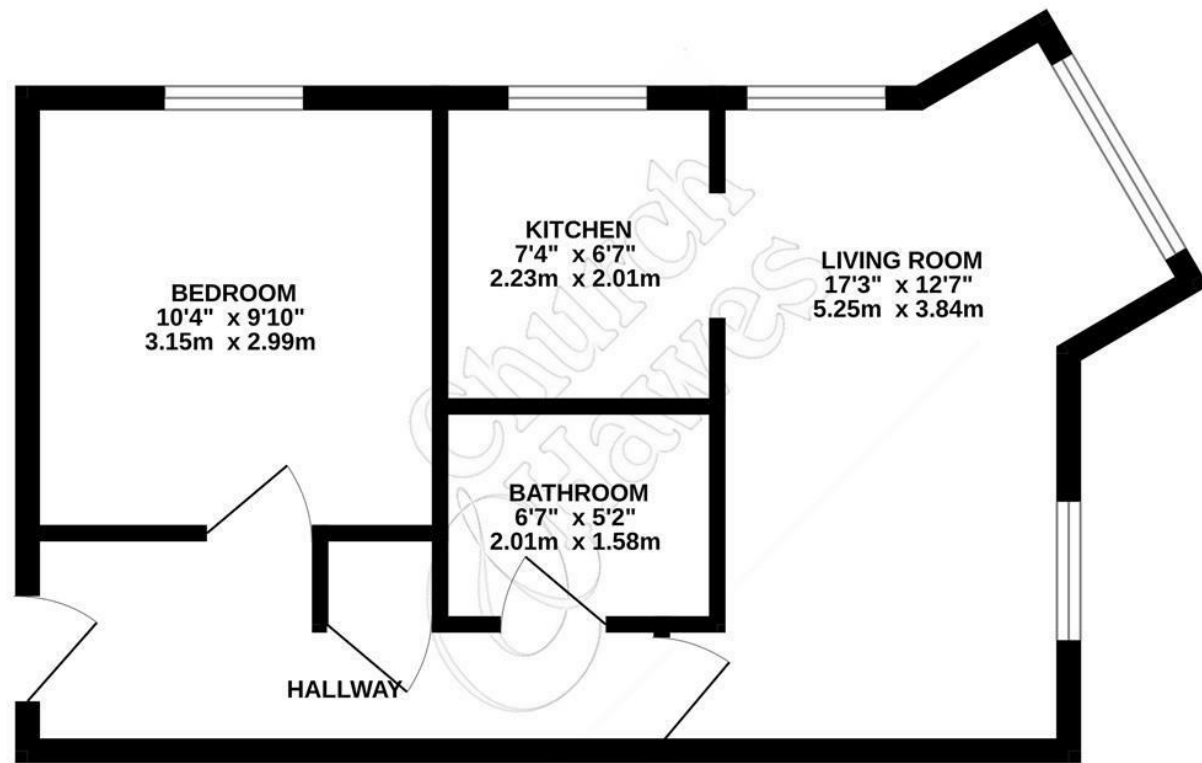 KITCHEN
7'4" x 6'7"
2.23m x 2.01m
LIVING ROOM
17'3" x 12'7"
5.25m x 3.84m
BEDROOM
10'4" x 9'10"
3.15m x 2.99m
BATHROOM
6'7" x 5'2"
2.01m x 1.58m
HALLWAY
Church
& Hawes